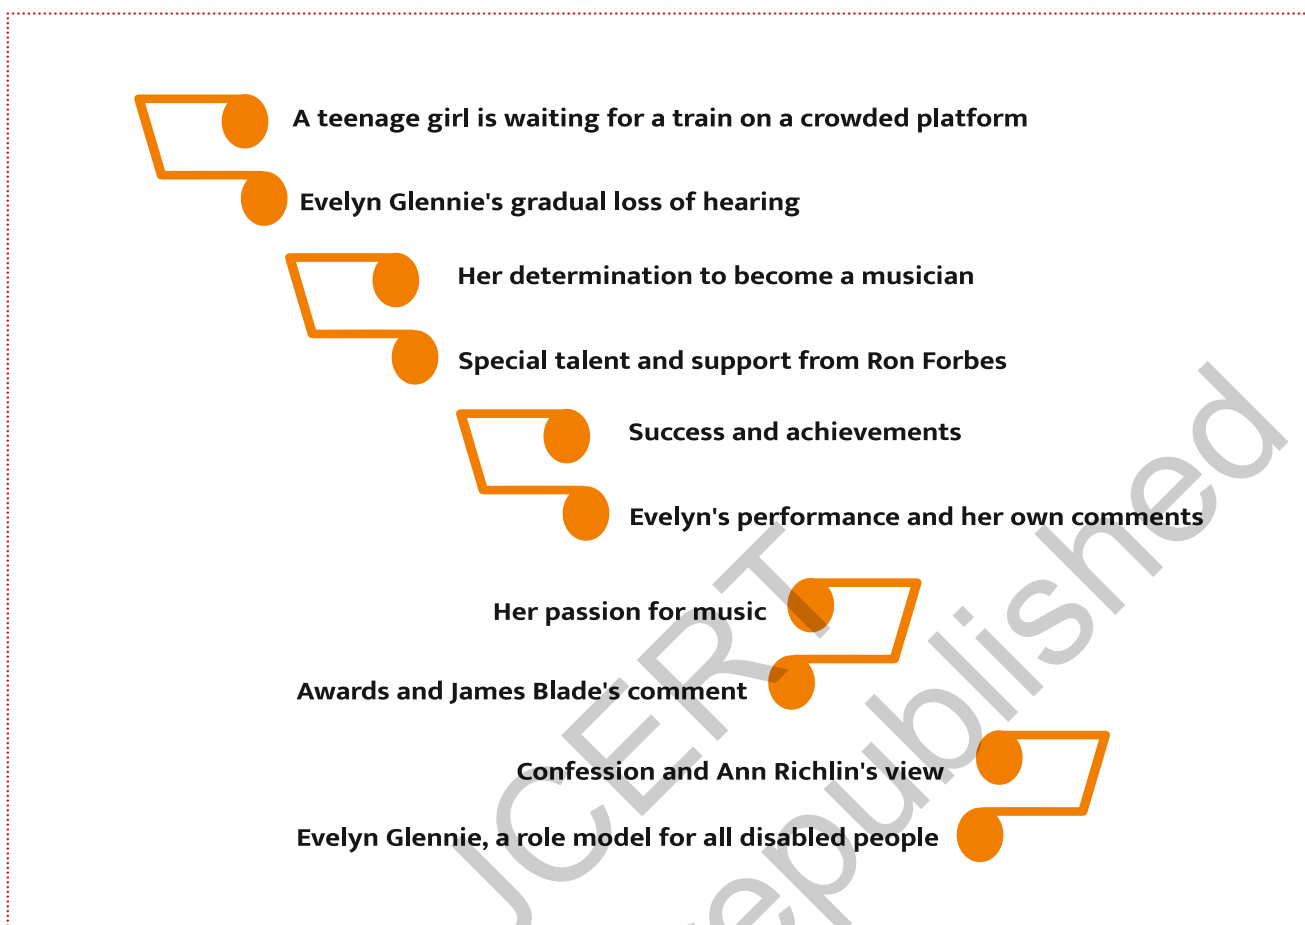 A teenage girl is waiting for a train on a crowded platform
Evelyn Glennie's gradual loss of hearing
Her determination to become a musician
Special talent and support from Ron Forbes
Success and achievements
Evelyn's performance and her own comments
Her passion for music
Awards and James Blade's comment
Confession and Ann Richlin's view
Evelyn Glennie, a role model for all disabled people
JCERT
republished